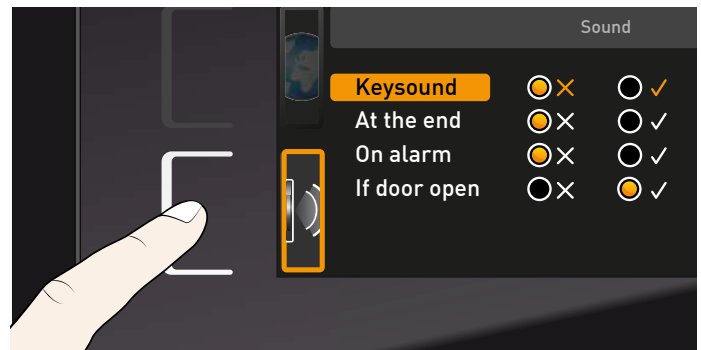 Sound
Keysound
At the end
On alarm
If door open